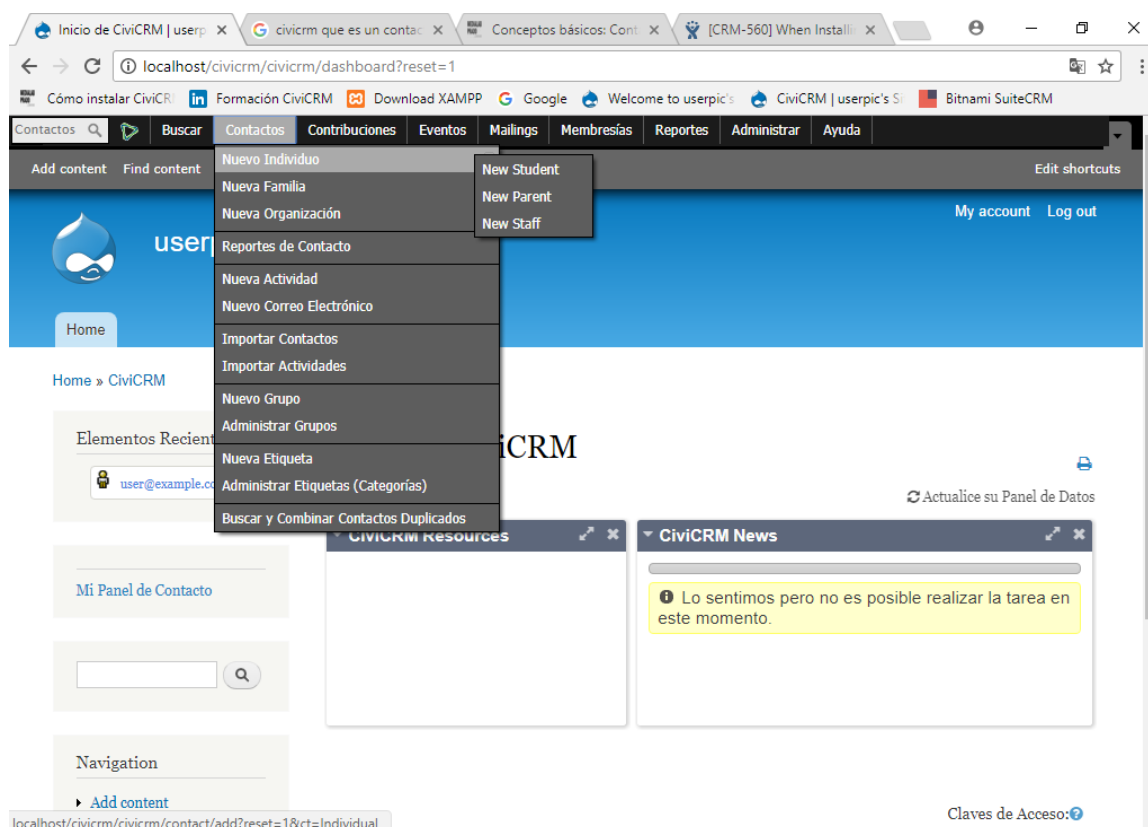 Inicio de CiviCRM | userp
civicrm que es un contac
Conceptos básicos: Cont
[CRM-560] When Installi
localhost/civicrm/civicrm/dashboard?reset=1
Cómo instalar CiviCR
Formación CiviCRM
Download XAMPP
Google
Welcome to userpic's
CiviCRM | userpic's Si
Bitnami SuiteCRM
Contactos
Buscar
Contactos
Contribuciones
Eventos
Mailings
Membresías
Reportes
Administrar
Ayuda
Add content
Find content
Edit shortcuts
Nuevo Individuo
Nueva Familia
Nueva Organización
Reportes de Contacto
Nueva Actividad
Nuevo Correo Electrónico
Importar Contactos
Importar Actividades
Nuevo Grupo
Administrar Grupos
Nueva Etiqueta
Administrar Etiquetas (Categorías)
Buscar y Combinar Contactos Duplicados
New Student
New Parent
New Staff
My account
Log out
userp
Home
Home » CiviCRM
Elementos Recient
user@example.co
iCRM
Actualice su Panel de Datos
CiviCRM Resources
CiviCRM News
Lo sentimos pero no es posible realizar la tarea en
este momento.
Mi Panel de Contacto
Navigation
Add content
Claves de Acceso:
localhost/civicrm/civicrm/contact/add?reset=1&ct=Individual